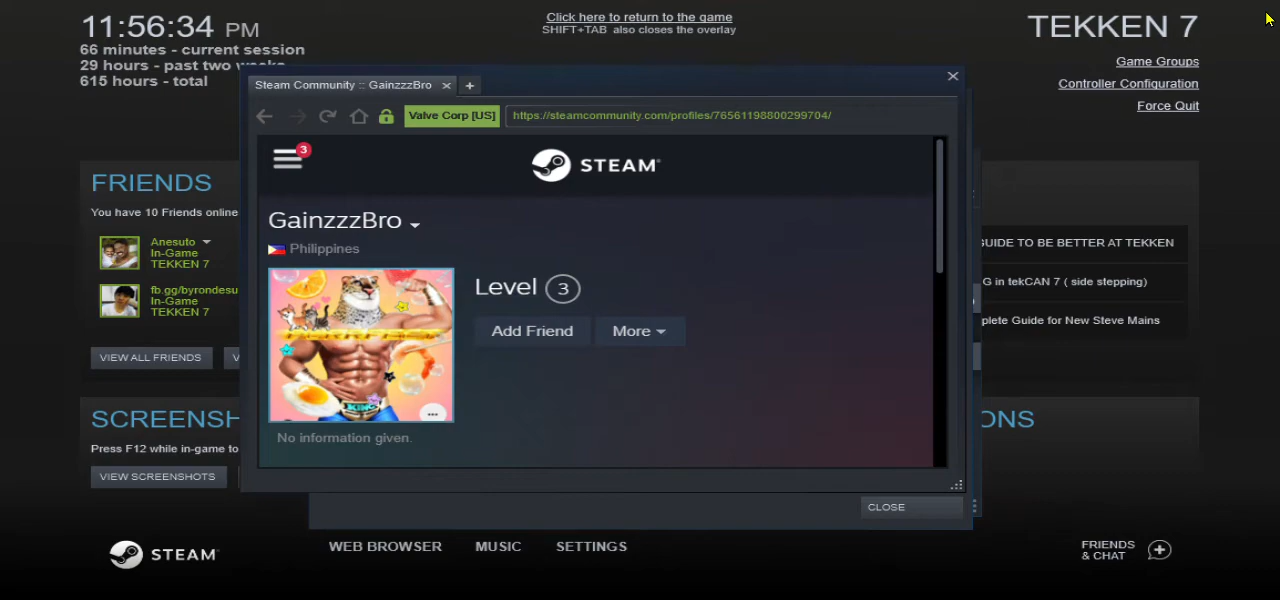 11:56:34 PM
66 minutes - current session
29 hours - past two weeks
615 hours - total
Click here to return to the game
SHIFT+TAB also closes the overlay
TEKKEN 7
Game Groups
Controller Configuration
Force Quit
Steam Community :: GainzzzBro
Valve Corp [US]
https://steamcommunity.com/profiles/76561198800299704/
3
STEAM
GainzzzBro
Philippines
Level 3
Add Friend
More
KING
No information given.
CLOSE
FRIENDS
You have 10 Friends online
Anesuto
In-Game
TEKKEN 7
fb.gg/byrondesu
In-Game
TEKKEN 7
VIEW ALL FRIENDS
V
GUIDE TO BE BETTER AT TEKKEN
G in tekCAN 7 ( side stepping)
plete Guide for New Steve Mains
SCREENSH
Press F12 while in-game to
VIEW SCREENSHOTS
ONS
STEAM
WEB BROWSER
MUSIC
SETTINGS
FRIENDS
& CHAT